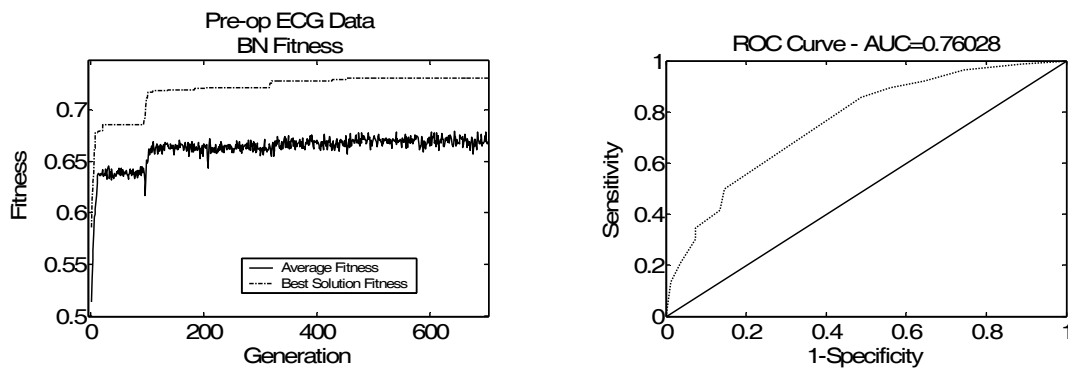 Pre-op ECG Data
BN Fitness
Fitness
0.7
0.65
0.6
0.55
0.5
0
200
400
600
Generation
Average Fitness
Best Solution Fitness
ROC Curve - AUC=0.76028
Sensitivity
1
0.8
0.6
0.4
0.2
0
0
0.2
0.4
0.6
0.8
1
1-Specificity